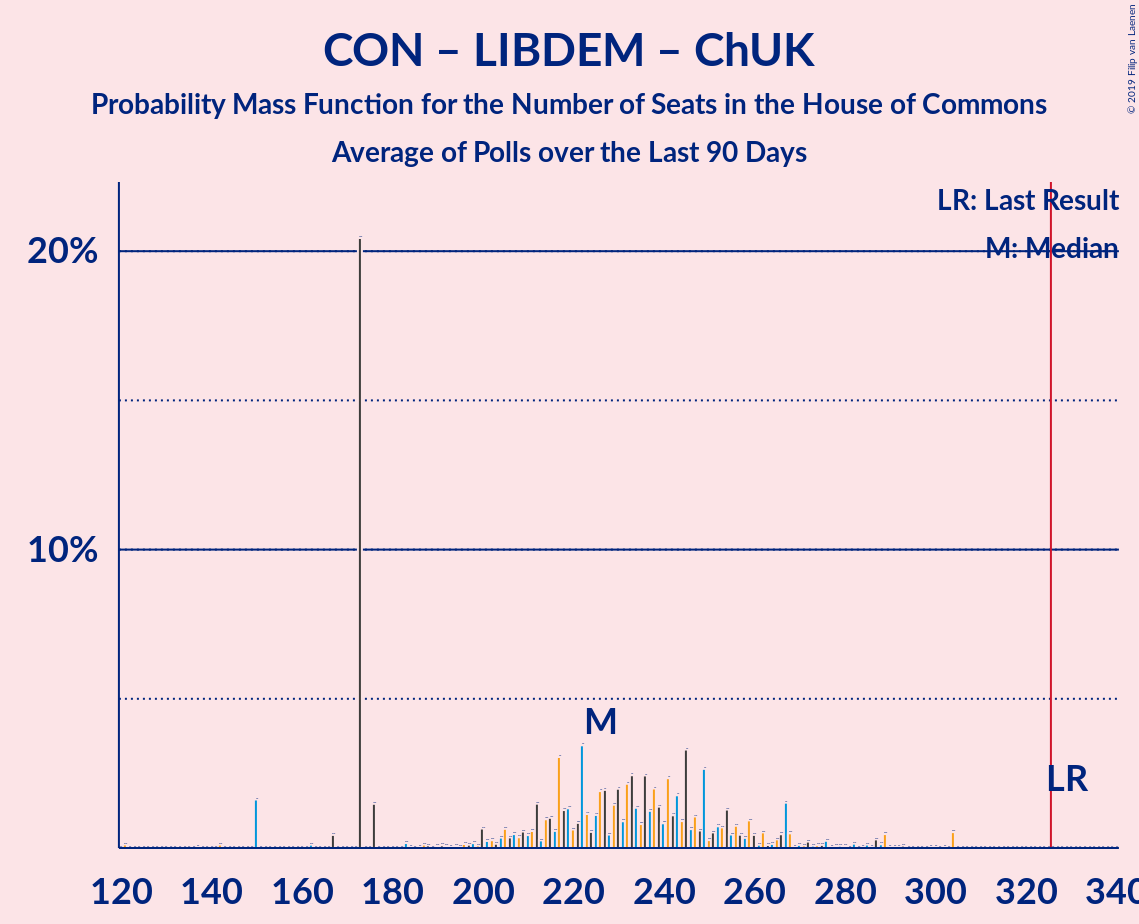 CON – LIBDEM – ChUK
Probability Mass Function for the Number of Seats in the House of Commons
Average of Polls over the Last 90 Days
© 2019 Filip van Laenen
LR: Last Result
M: Median
20%
10%
M
LR
120 140 160 180 200 220 240 260 280 300 320 340